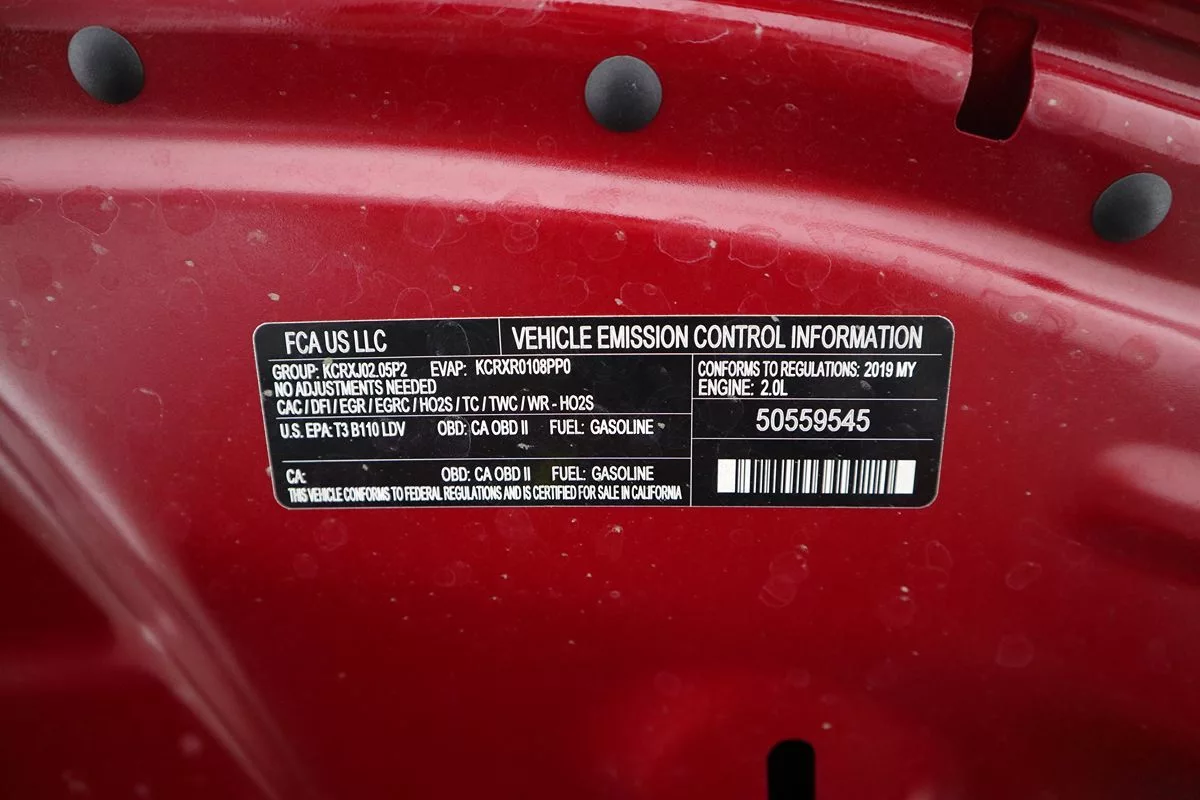 FCA US LLC
VEHICLE EMISSION CONTROL INFORMATION
GROUP: KCRXJ02.05P2 EVAP: KCRXR0108PP0
NO ADJUSTMENTS NEEDED
CAC / DFI / EGR / EGRC / HO2S / TC / TWC / WR - HO2S
U.S. EPA: T3 B110 LDV OBD: CA OBD II FUEL: GASOLINE
CA: OBD: CA OBD II FUEL: GASOLINE
THIS VEHICLE CONFORMS TO FEDERAL REGULATIONS AND IS CERTIFIED FOR SALE IN CALIFORNIA
CONFORMS TO REGULATIONS: 2019 MY
ENGINE: 2.0L
50559545